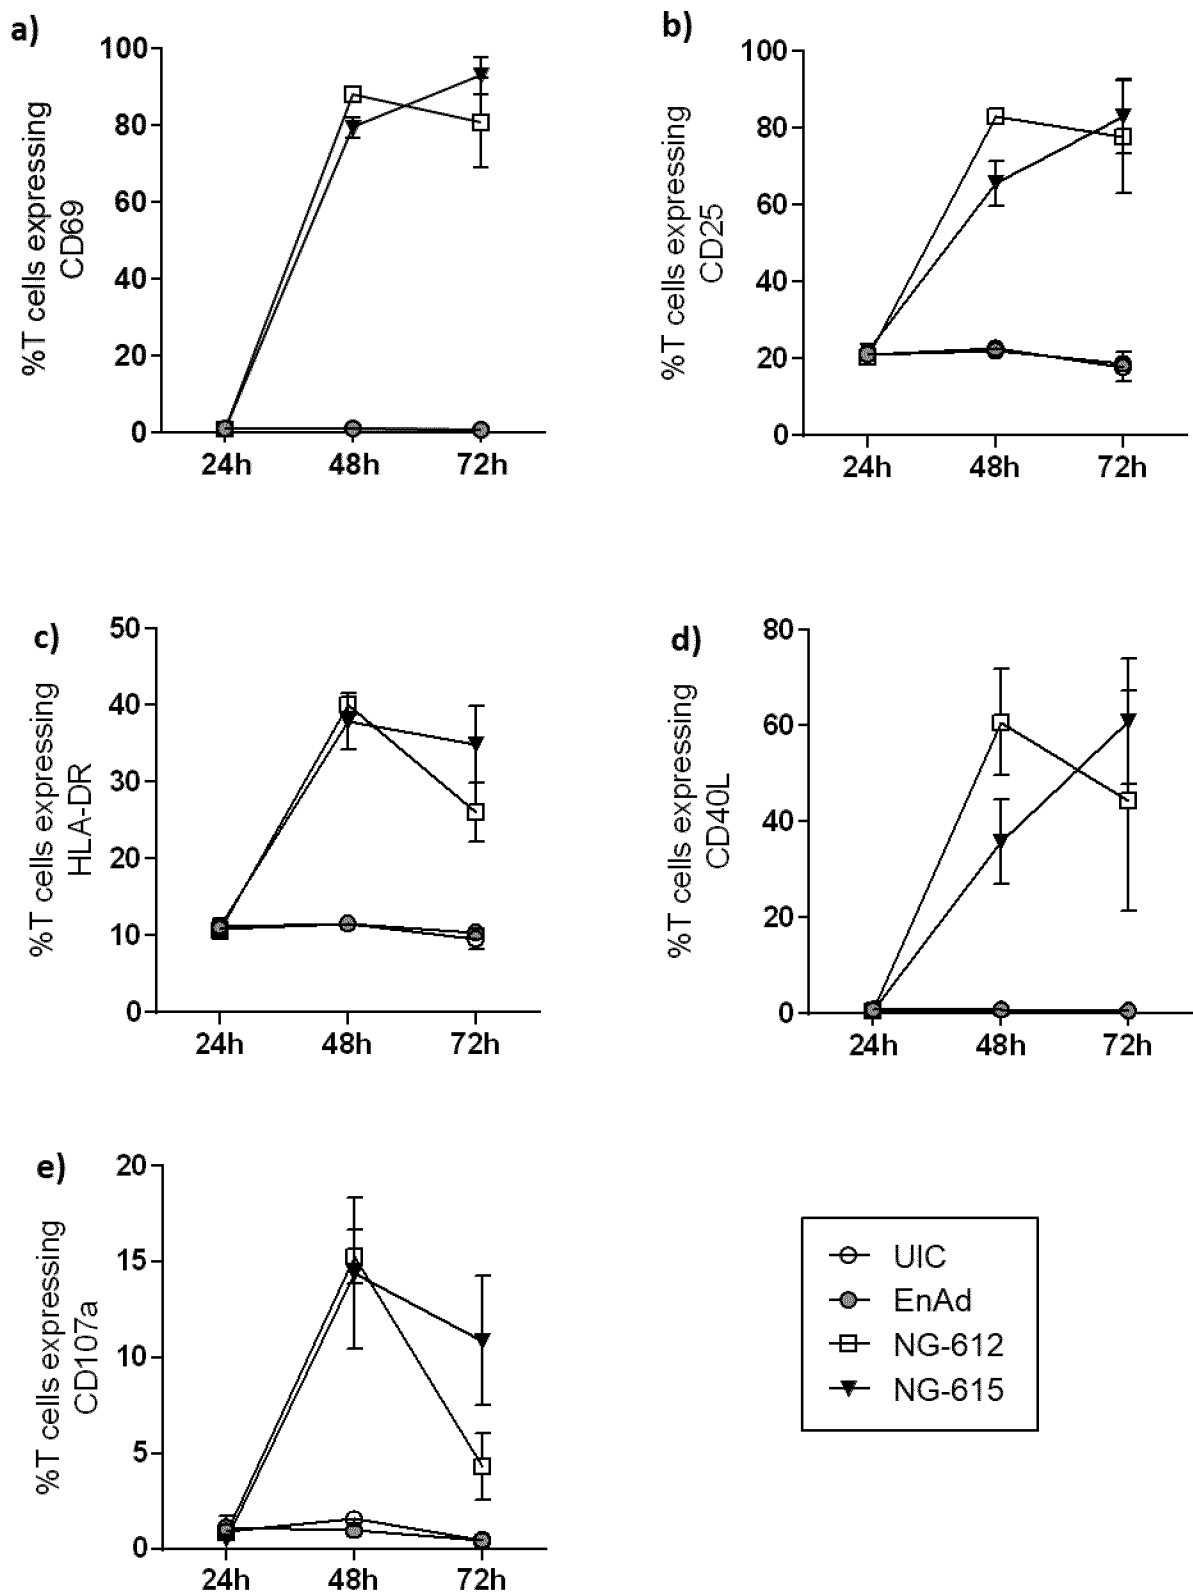 a)
%T cells expressing
CD69
100
80
60
40
20
0
24h 48h 72h
b)
%T cells expressing
CD25
100
80
60
40
20
0
24h 48h 72h
c)
%T cells expressing
HLA-DR
50
40
30
20
10
0
24h 48h 72h
d)
%T cells expressing
CD40L
80
60
40
20
0
24h 48h 72h
e)
%T cells expressing
CD107a
20
15
10
5
0
24h 48h 72h
UIC
EnAd
NG-612
NG-615